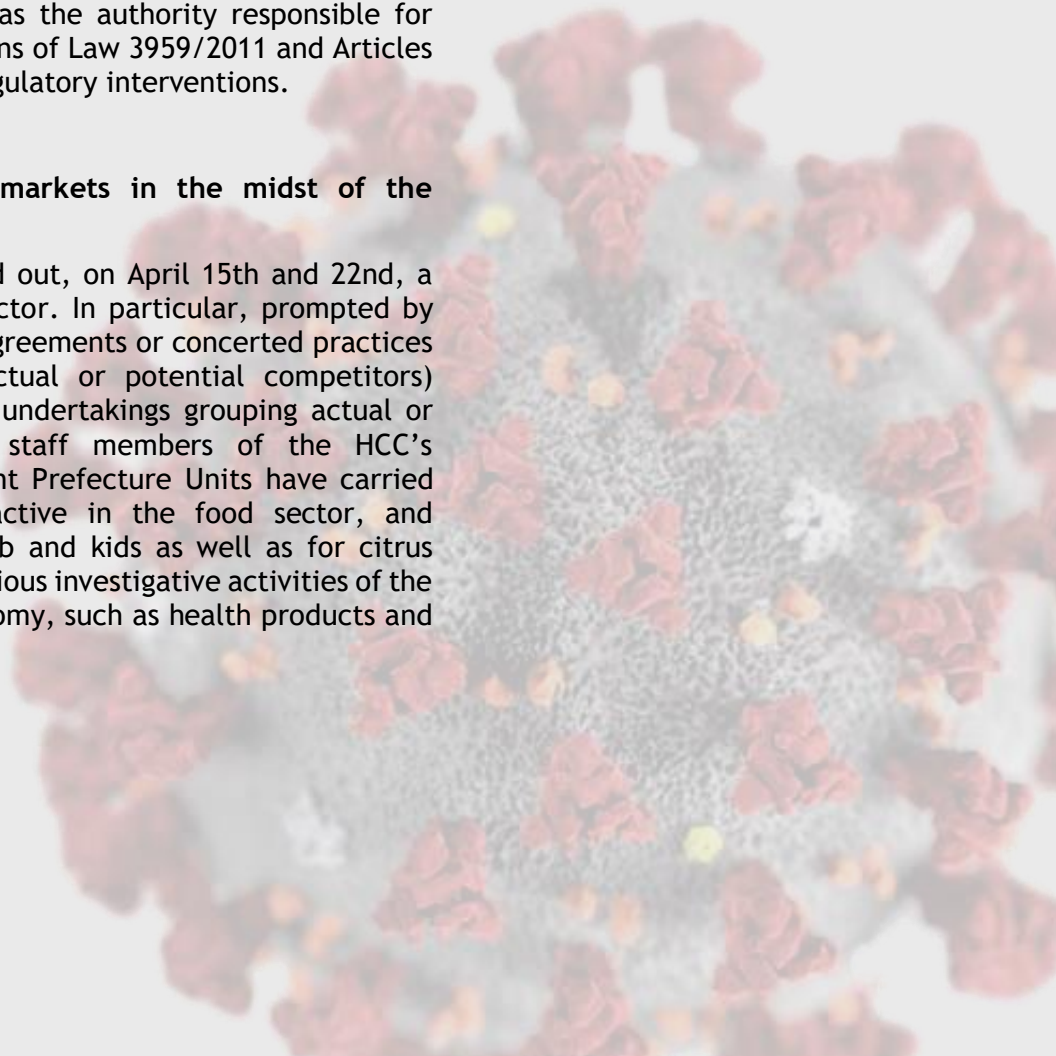 as the authority responsible for
ns of Law 3959/2011 and Articles
gulatory interventions.
markets in the midst of the
d out, on April 15th and 22nd, a
ctor. In particular, prompted by
greements or concerted practices
ctual or potential competitors)
undertakings grouping actual or
staff members of the HCC’s
nt Prefecture Units have carried
active in the food sector, and
b and kids as well as for citrus
ious investigative activities of the
omy, such as health products and